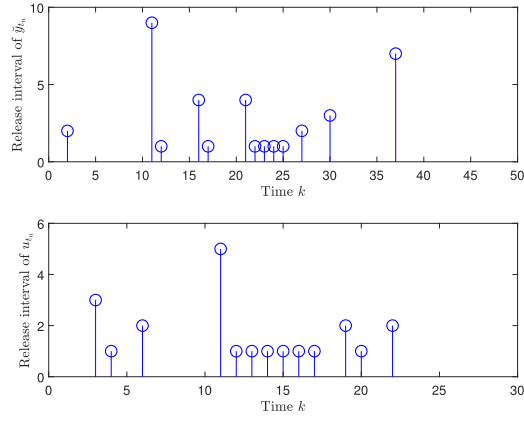 10
5
0
Release interval of y̆_{t_n}
0 5 10 15 20 25 30 35 40 45 50
Time k
6
4
2
0
Release interval of u_{t_n}
0 5 10 15 20 25 30
Time k